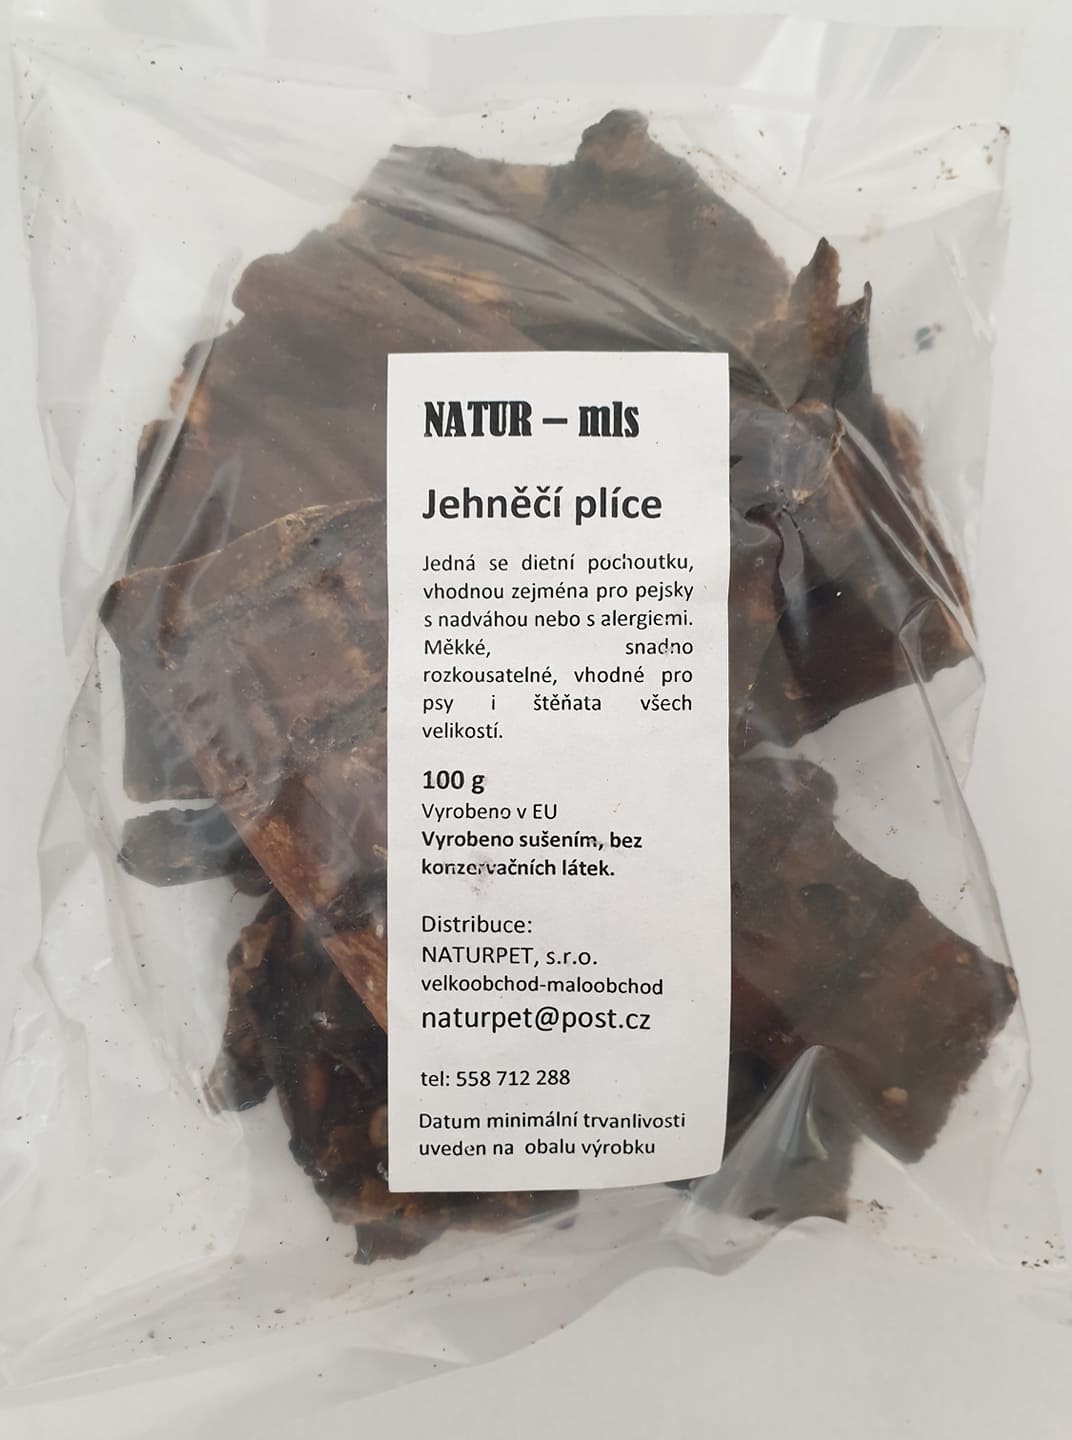 NATUR – mls
Jehněčí plíce
Jedná se dietní pochoutku,
vhodnou zejména pro pejsky
s nadváhou nebo s alergiemi.
Měkké, snadno
rozkousatelné, vhodné pro
psy i štěňata všech
velikostí.
100 g
Vyrobeno v EU
Vyrobeno sušením, bez
konzervačních látek.
Distribuce:
NATURPET, s.r.o.
velkoobchod-maloobchod
naturpet@post.cz
tel: 558 712 288
Datum minimální trvanlivosti
uveden na obalu výrobku